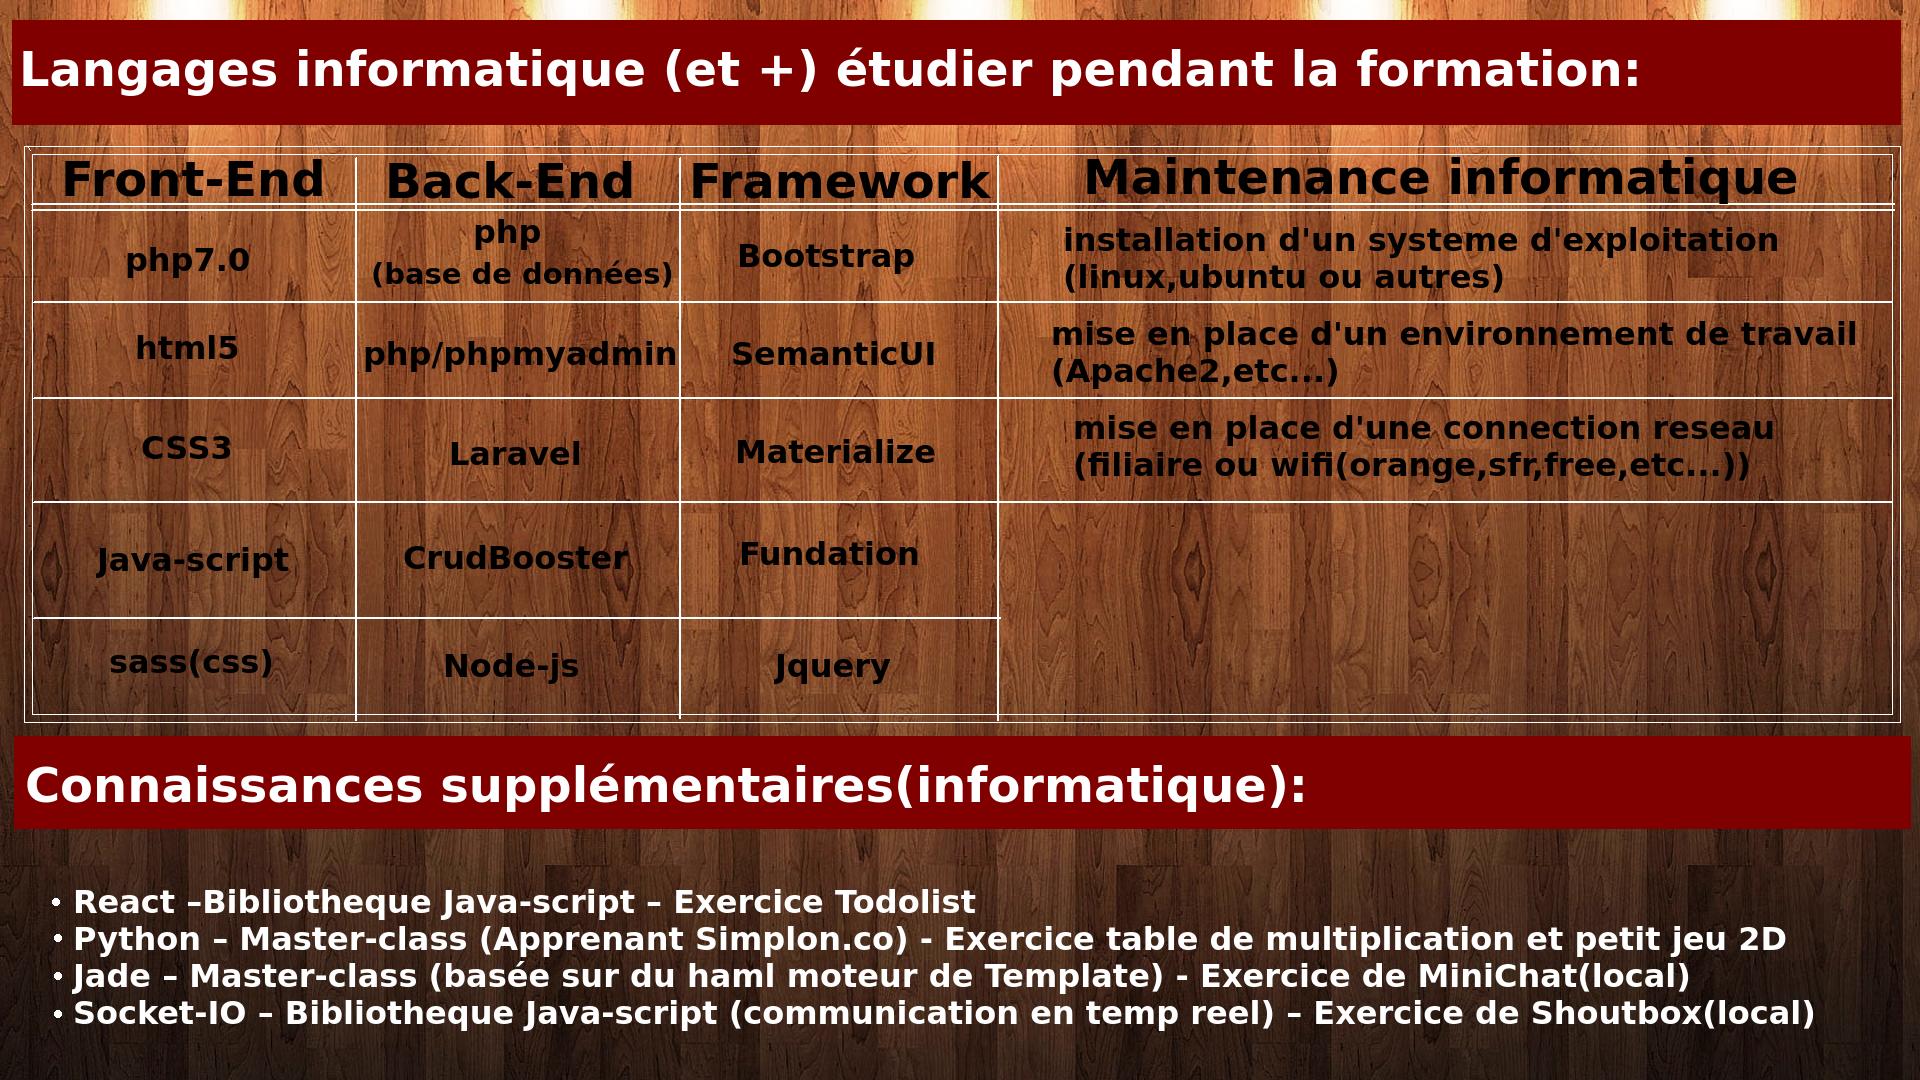 Langages informatique (et +) étudier pendant la formation:
Front-End Back-End Framework Maintenance informatique
php7.0
php
(base de données)
Bootstrap
installation d'un systeme d'exploitation
(linux,ubuntu ou autres)
html5
php/phpmyadmin
SemanticUI
mise en place d'un environnement de travail
(Apache2,etc...)
CSS3
Laravel
Materialize
mise en place d'une connection reseau
(filiaire ou wifi(orange,sfr,free,etc...))
Java-script
CrudBooster
Fundation
sass(css)
Node-js
Jquery
Connaissances supplémentaires(informatique):
• React –Bibliotheque Java-script – Exercice Todolist
• Python – Master-class (Apprenant Simplon.co) - Exercice table de multiplication et petit jeu 2D
• Jade – Master-class (basée sur du haml moteur de Template) - Exercice de MiniChat(local)
• Socket-IO – Bibliotheque Java-script (communication en temp reel) – Exercice de Shoutbox(local)